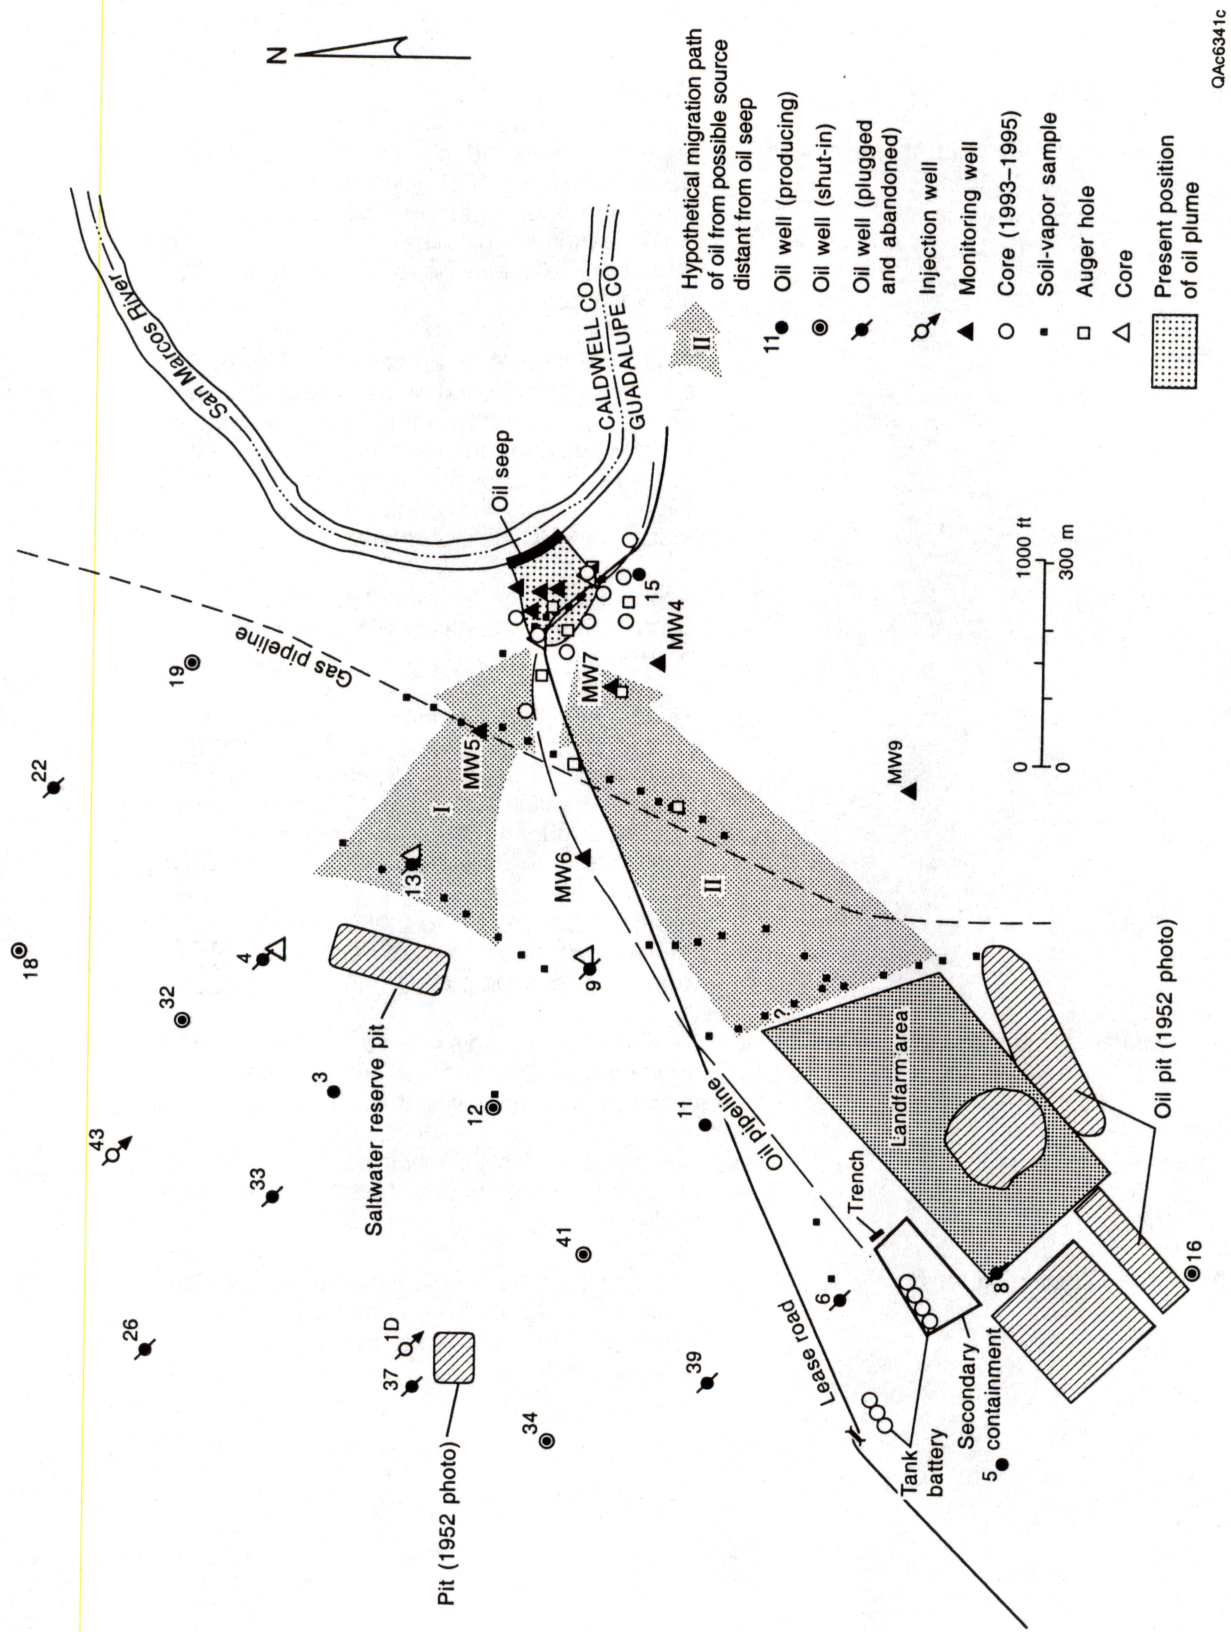 N
San Marcos River
Gas pipeline
Oil seep
CALDWELL CO
GUADALUPE CO
22
19
18
32
4
13
I
MW5
MW7
MW4
15
MW6
MW9
II
9
43
3
33
12
11
41
26
1D
37
34
39
6
8
5
16
Saltwater reserve pit
Pit (1952 photo)
Oil pipeline
Lease road
Trench
Landfarm area
?
Oil pit (1952 photo)
Tank
battery
Secondary
containment
0 1000 ft
0 300 m
II
Hypothetical migration path
of oil from possible source
distant from oil seep
11
Oil well (producing)
Oil well (shut-in)
Oil well (plugged
and abandoned)
Injection well
Monitoring well
Core (1993–1995)
Soil-vapor sample
Auger hole
Core
Present position
of oil plume
QAc6341c